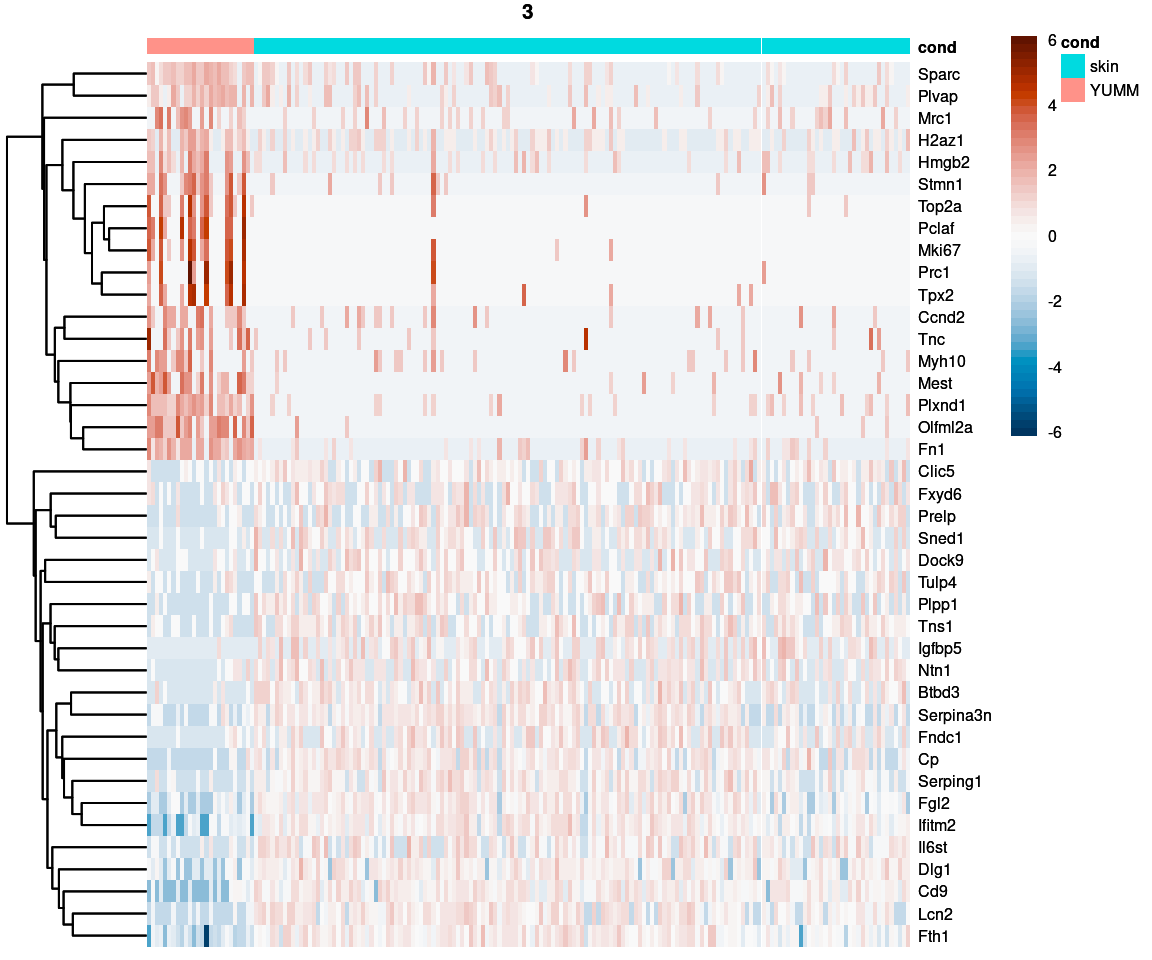 3
cond
Sparc
Plvap
Mrc1
H2az1
Hmgb2
Stmn1
Top2a
Pclaf
Mki67
Prc1
Tpx2
Ccnd2
Tnc
Myh10
Mest
Plxnd1
Olfml2a
Fn1
Clic5
Fxyd6
Prelp
Sned1
Dock9
Tulp4
Plpp1
Tns1
Igfbp5
Ntn1
Btbd3
Serpina3n
Fndc1
Cp
Serping1
Fgl2
Ifitm2
Il6st
Dlg1
Cd9
Lcn2
Fth1
6
4
2
0
-2
-4
-6
cond
skin
YUMM